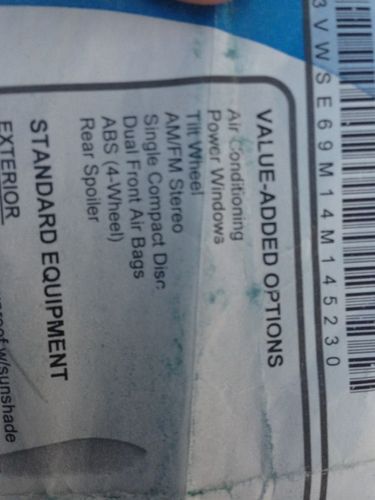 3VWSE69M14M145230
VALUE-ADDED OPTIONS
Air Conditioning
Power Windows
Tilt Wheel
AM/FM Stereo
Single Compact Disc
Dual Front Air Bags
ABS (4-Wheel)
Rear Spoiler
STANDARD EQUIPMENT
EXTERIOR
w/sunshade